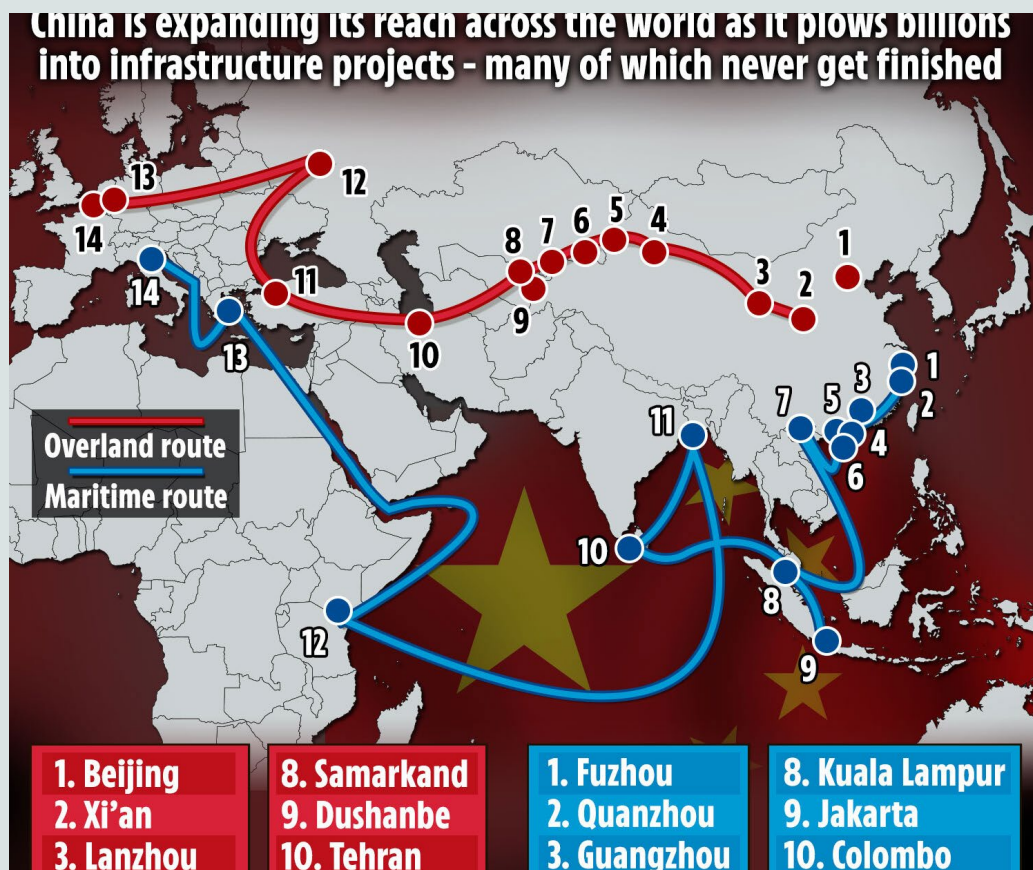 China is expanding its reach across the world as it plows billions
into infrastructure projects - many of which never get finished
13
12
14
5
6
4
7
8
1
3
2
14
11
9
10
13
1
3
2
11
7
5
4
6
Overland route
Maritime route
10
8
12
9
1. Beijing
2. Xi'an
3. Lanzhou
8. Samarkand
9. Dushanbe
10. Tehran
1. Fuzhou
2. Quanzhou
3. Guangzhou
8. Kuala Lampur
9. Jakarta
10. Colombo